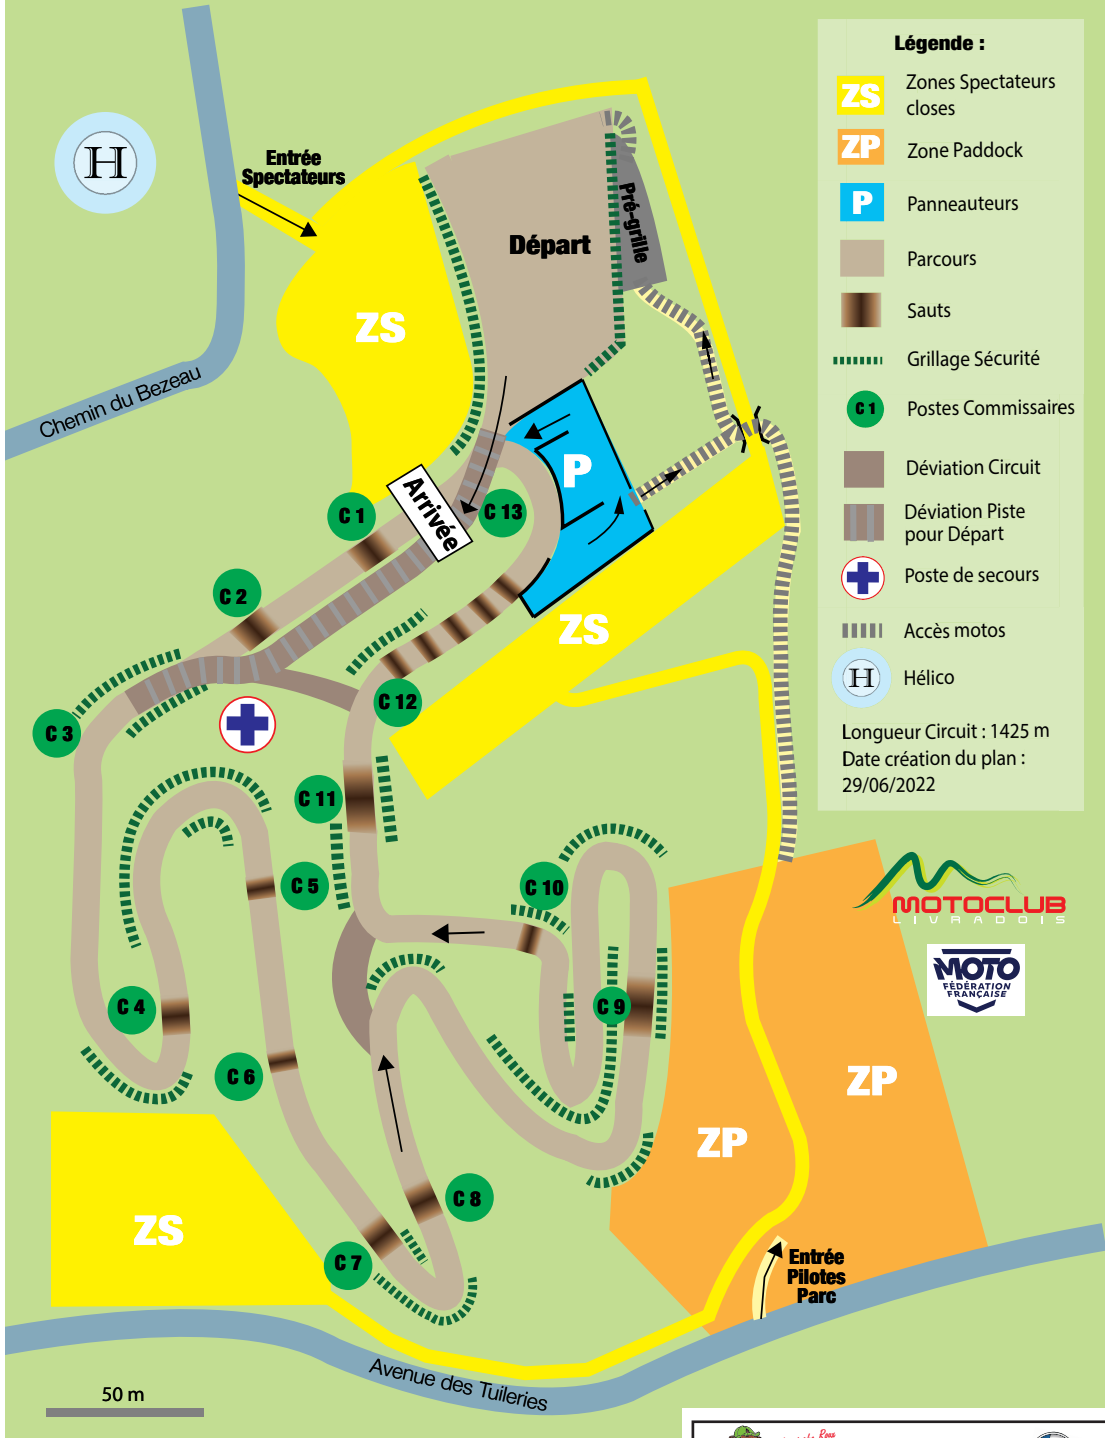 Légende :
ZS
Zones Spectateurs
closes
ZP
Zone Paddock
P
Panneauteurs
Parcours
Sauts
Grillage Sécurité
C 1
Postes Commissaires
Déviation Circuit
Déviation Piste
pour Départ
Poste de secours
Accès motos
H
Hélico
Longueur Circuit : 1425 m
Date création du plan :
29/06/2022
H
Entrée
Spectateurs
Départ
Pré-grille
ZS
Chemin du Bezeau
P
Arrivée
C 1
C 13
C 2
ZS
C 12
C 3
C 11
C 5
C 10
MOTOCLUB
LIVRADOIS
MOTO
FÉDÉRATION
FRANÇAISE
C 4
C 9
C 6
ZP
ZP
C 8
ZS
C 7
Entrée
Pilotes
Parc
Avenue des Tuileries
50 m